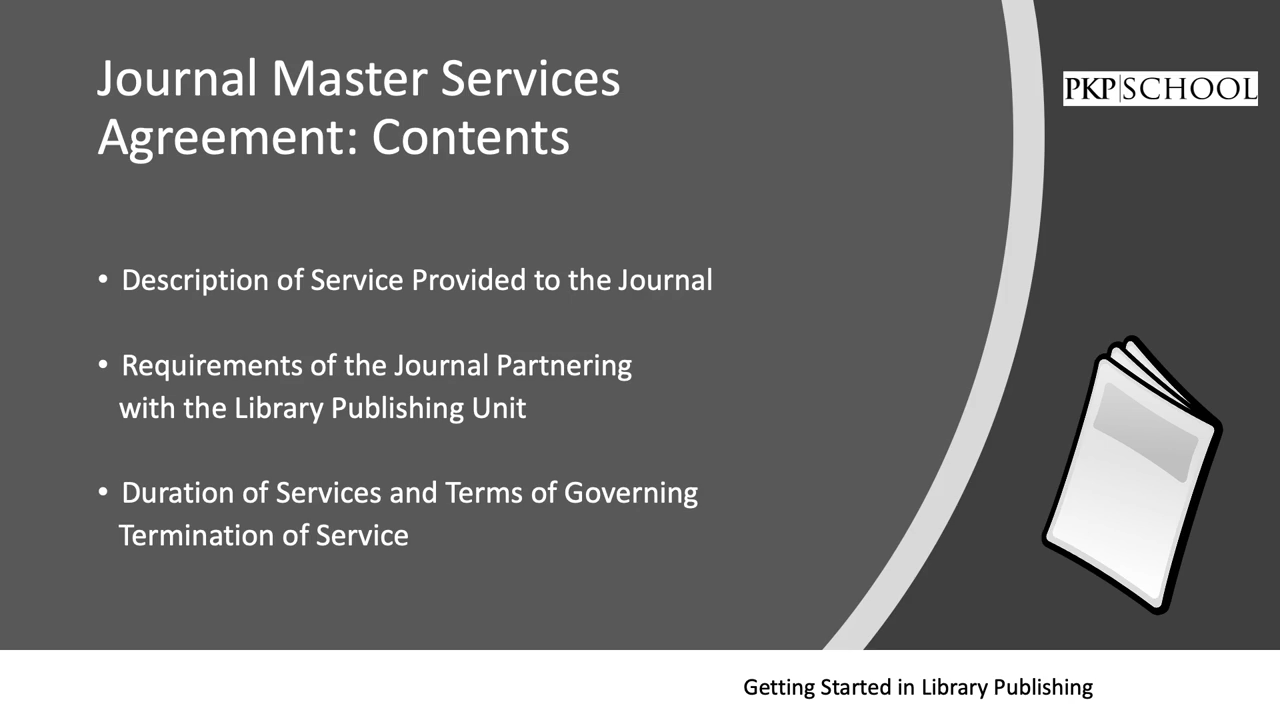 Journal Master Services
Agreement: Contents
PKP|SCHOOL
• Description of Service Provided to the Journal
• Requirements of the Journal Partnering
with the Library Publishing Unit
• Duration of Services and Terms of Governing
Termination of Service
Getting Started in Library Publishing